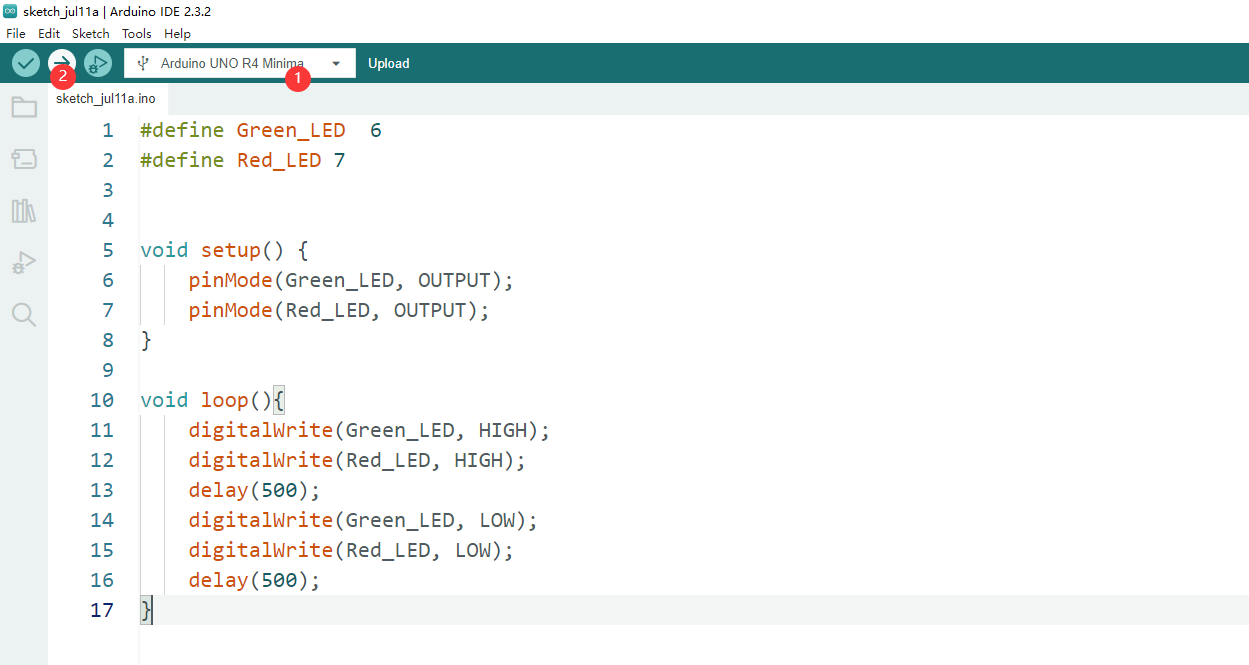 sketch_jul11a | Arduino IDE 2.3.2
File Edit Sketch Tools Help
Arduino UNO R4 Minima Upload
1
2
sketch_jul11a.ino
1 #define Green_LED  6
2 #define Red_LED 7
3
4
5 void setup() {
6     pinMode(Green_LED, OUTPUT);
7     pinMode(Red_LED, OUTPUT);
8 }
9
10 void loop(){
11     digitalWrite(Green_LED, HIGH);
12     digitalWrite(Red_LED, HIGH);
13     delay(500);
14     digitalWrite(Green_LED, LOW);
15     digitalWrite(Red_LED, LOW);
16     delay(500);
17 }